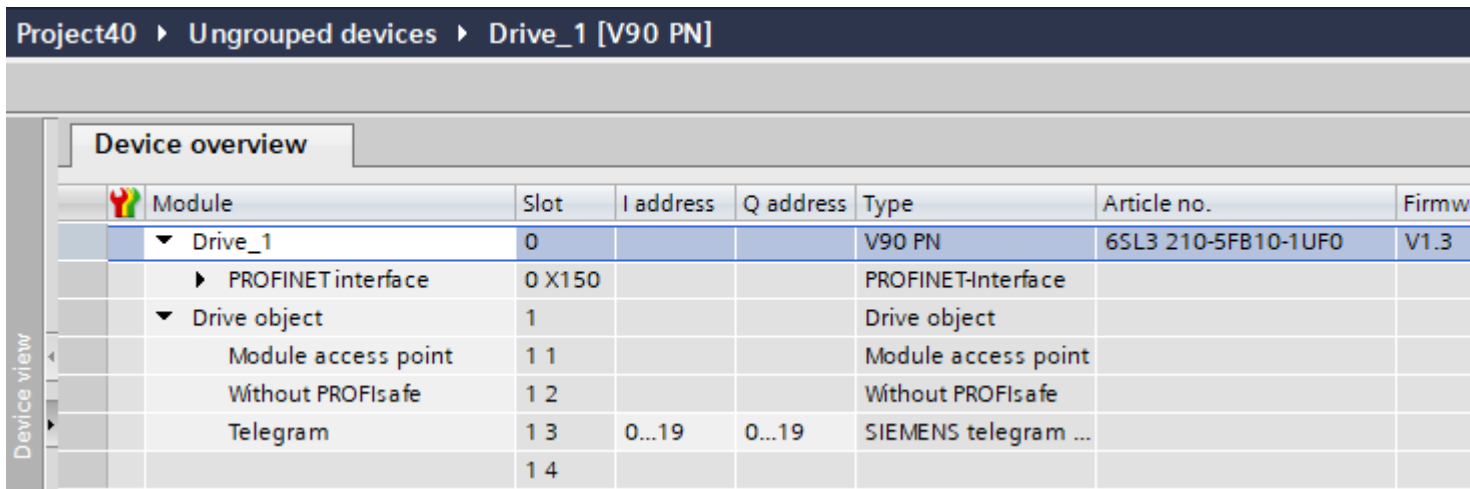 Project40 ▸ Ungrouped devices ▸ Drive_1 [V90 PN]
Device overview
Module Slot I address Q address Type Article no. Firmw
Drive_1 0 V90 PN 6SL3 210-5FB10-1UF0 V1.3
PROFINET interface 0 X150 PROFINET-Interface
Drive object 1 Drive object
Module access point 1 1 Module access point
Without PROFIsafe 1 2 Without PROFIsafe
Telegram 1 3 0...19 0...19 SIEMENS telegram ...
1 4
Device view